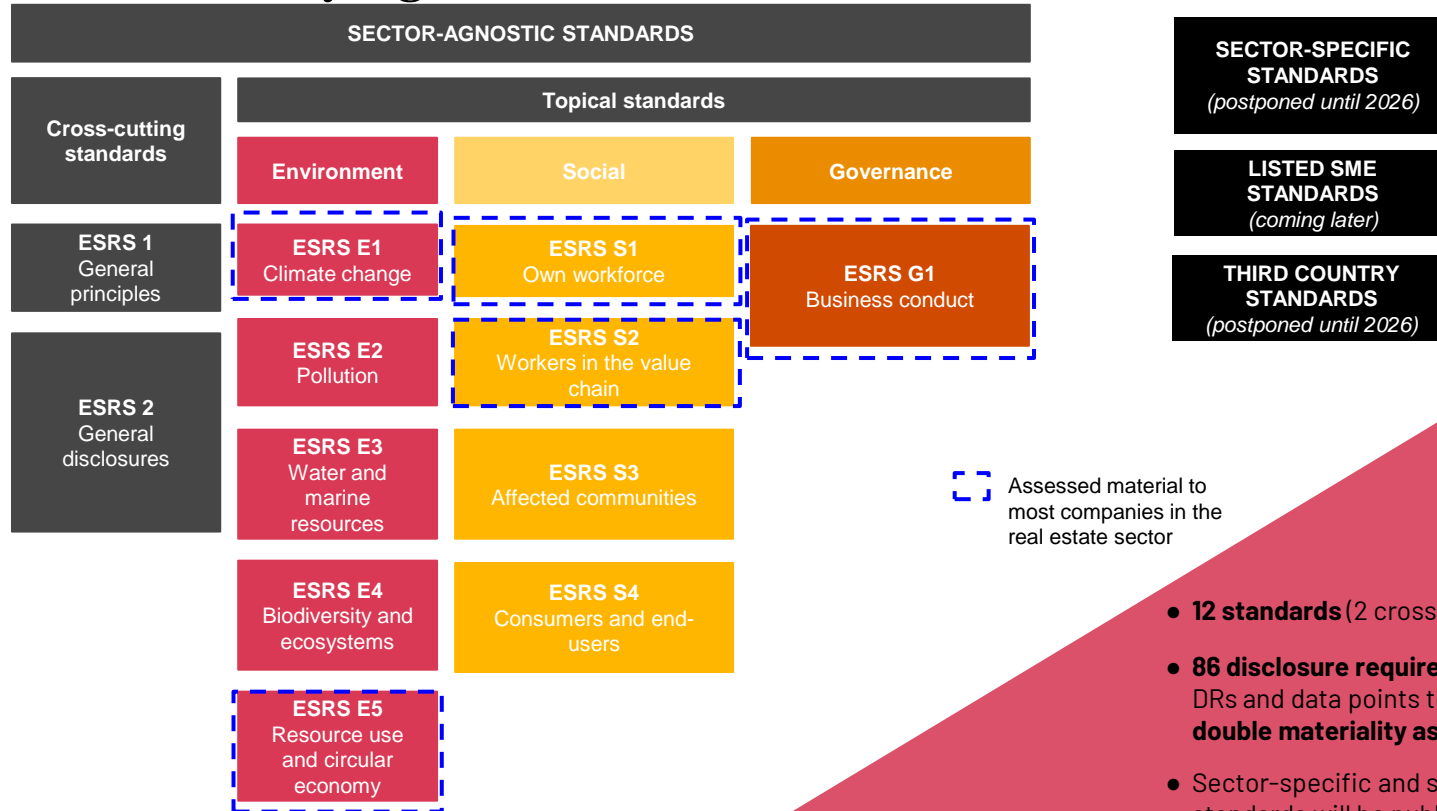 SECTOR-AGNOSTIC STANDARDS
Cross-cutting
standards
Topical standards
Environment
Social
Governance
ESRS 1
General
principles
ESRS 2
General
disclosures
ESRS E1
Climate change
ESRS E2
Pollution
ESRS E3
Water and
marine
resources
ESRS E4
Biodiversity and
ecosystems
ESRS E5
Resource use
and circular
economy
ESRS S1
Own workforce
ESRS S2
Workers in the value
chain
ESRS S3
Affected communities
ESRS S4
Consumers and end-
users
ESRS G1
Business conduct
SECTOR-SPECIFIC
STANDARDS
(postponed until 2026)
LISTED SME
STANDARDS
(coming later)
THIRD COUNTRY
STANDARDS
(postponed until 2026)
Assessed material to
most companies in the
real estate sector
● 12 standards (2 cross
● 86 disclosure require
DRs and data points t
double materiality as
● Sector-specific and s